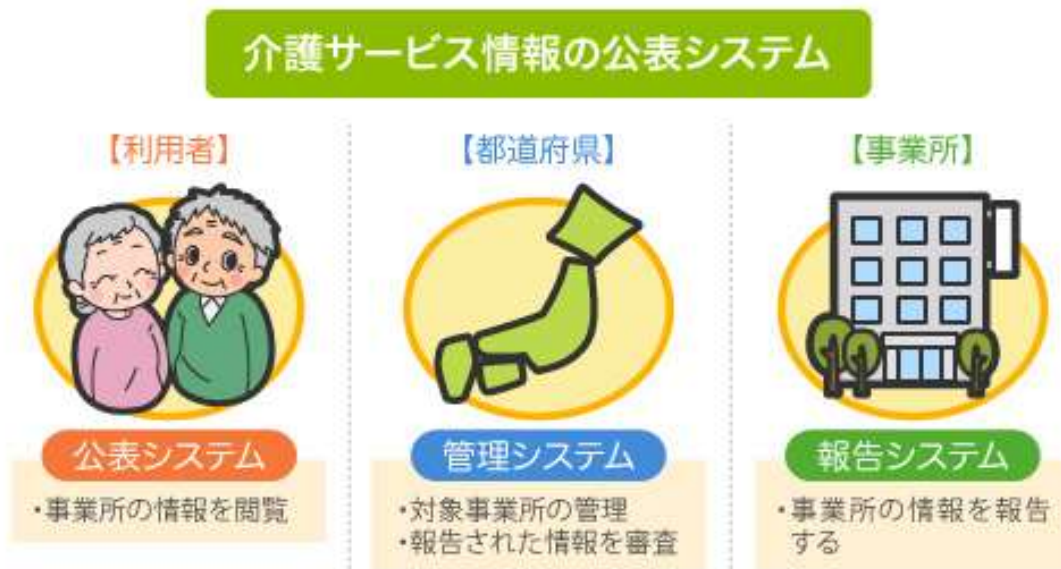 介護サービス情報の公表システム
【利用者】
公表システム
・事業所の情報を閲覧
【都道府県】
管理システム
・対象事業所の管理
・報告された情報を審査
【事業所】
報告システム
・事業所の情報を報告
する